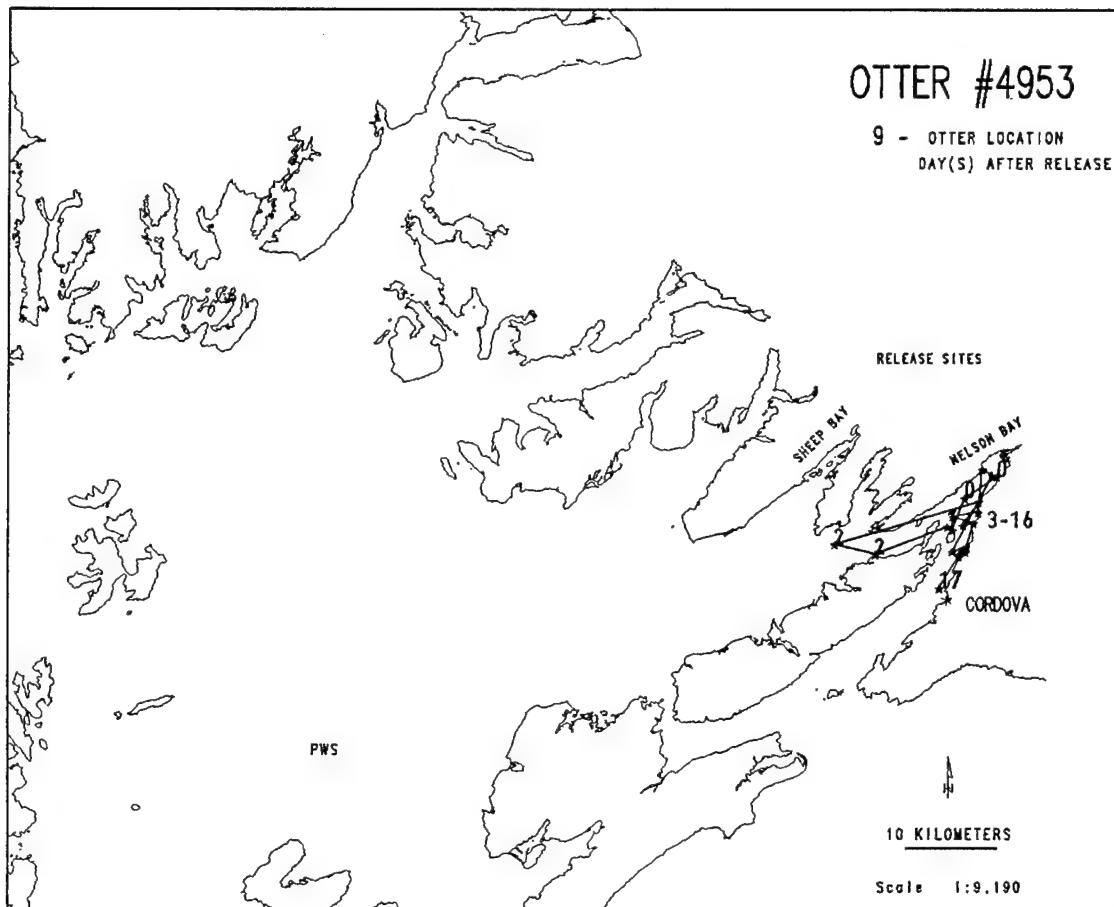 OTTER #4953
9 - OTTER LOCATION
DAY(S) AFTER RELEASE
RELEASE SITES
SHEEP BAY
NELSON BAY
0
2
2
3-16
17
CORDOVA
PWS
N
10 KILOMETERS
Scale 1:9,190